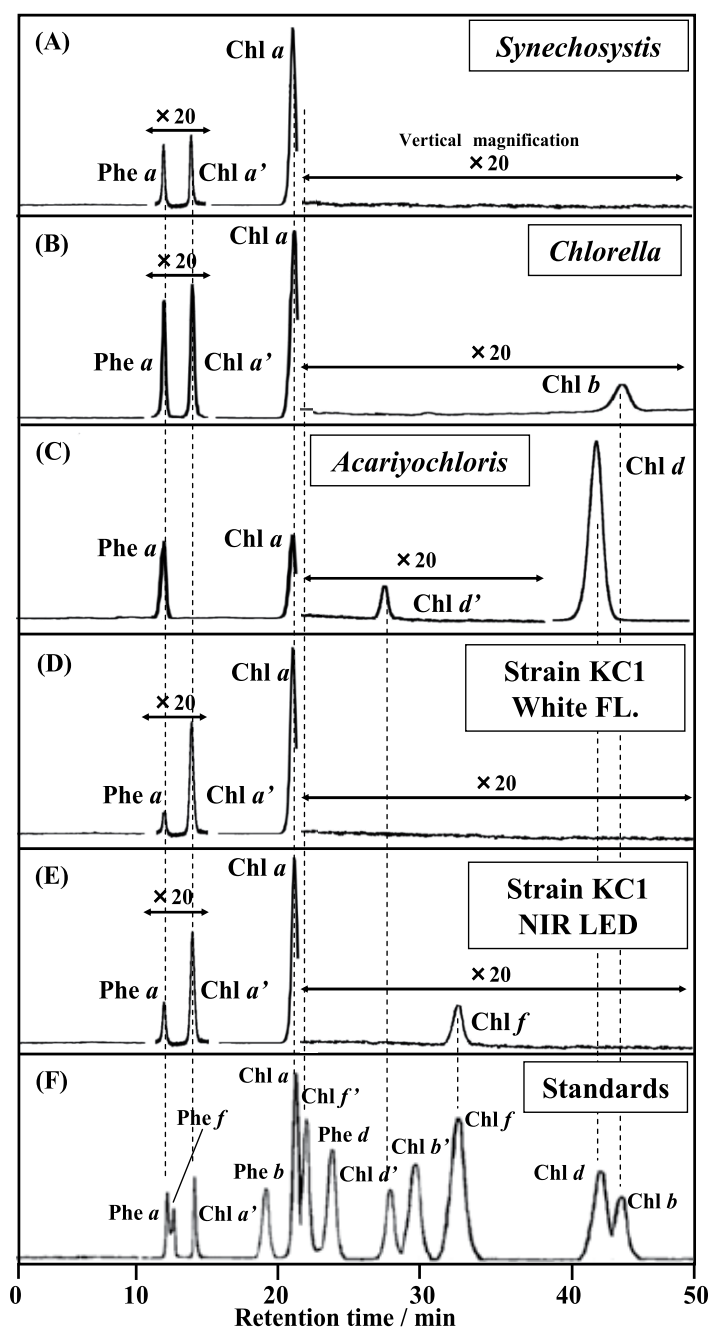 (A)
Chl a
Synechosystis
× 20
Vertical magnification
× 20
Phe a
Chl a’
(B)
Chl a
Chlorella
× 20
× 20
Phe a
Chl a’
Chl b
(C)
Acariyochloris
Chl d
Phe a
Chl a
× 20
Chl d’
(D)
Chl a
Strain KC1
White FL.
× 20
× 20
Phe a
Chl a’
(E)
Chl a
Strain KC1
NIR LED
× 20
× 20
Phe a
Chl a’
Chl f
(F)
Chl a
Standards
Chl f’
Phe f
Phe d
Chl b’
Chl f
Phe b
Chl d’
Chl d
Phe a
Chl a’
Chl b
0 10 20 30 40 50
Retention time / min